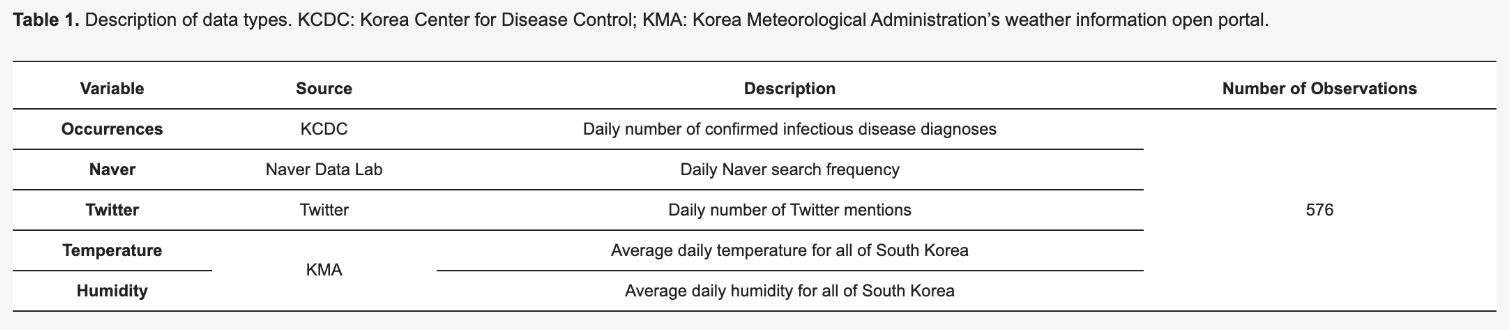 Table 1. Description of data types. KCDC: Korea Center for Disease Control; KMA: Korea Meteorological Administration’s weather information open portal.
Variable Source Description Number of Observations
Occurrences KCDC Daily number of confirmed infectious disease diagnoses
Naver Naver Data Lab Daily Naver search frequency
Twitter Twitter Daily number of Twitter mentions 576
Temperature Average daily temperature for all of South Korea
KMA
Humidity Average daily humidity for all of South Korea